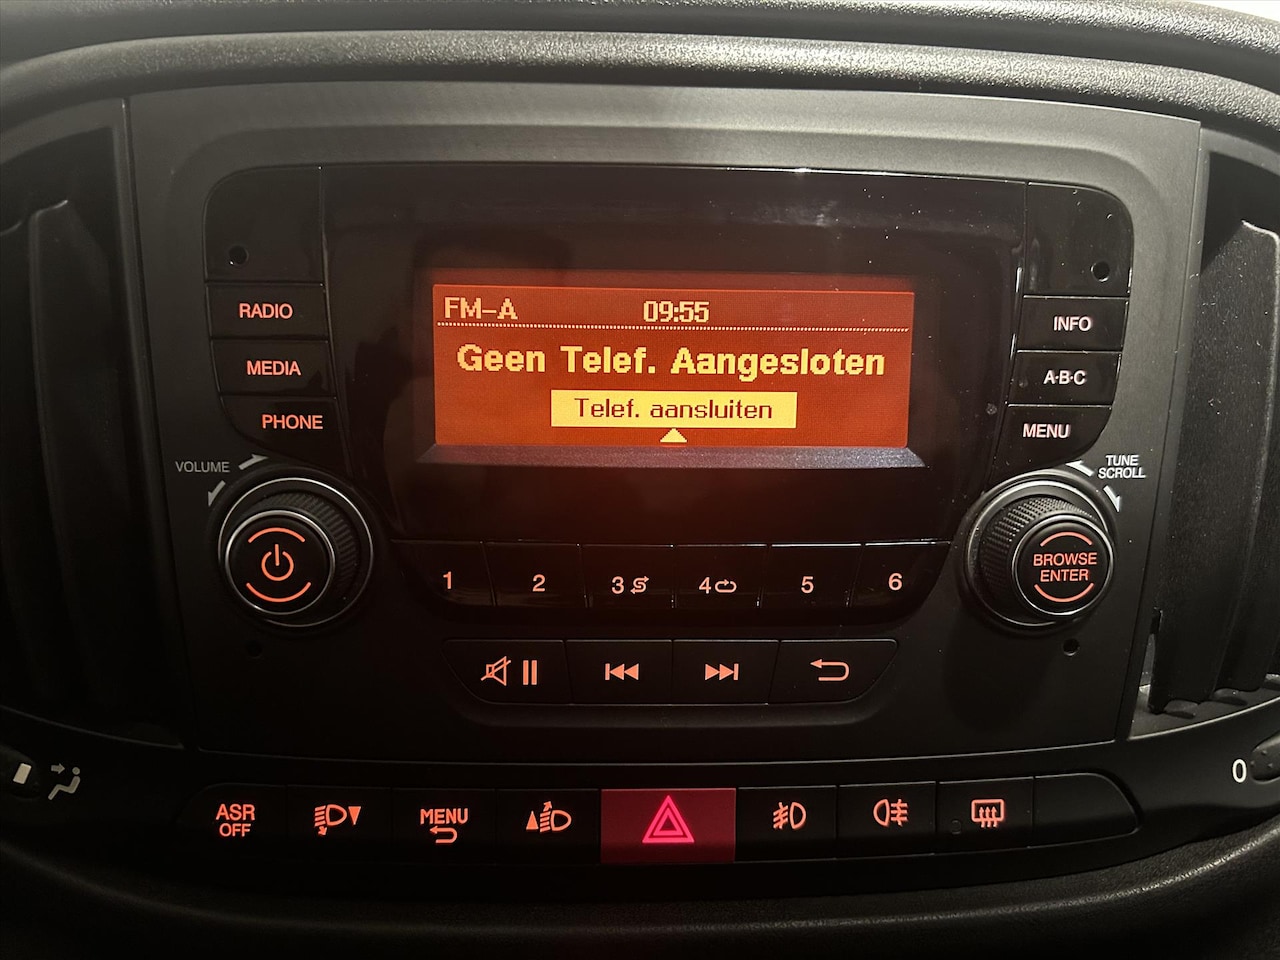 FM-A 09:55
Geen Telef. Aangesloten
Telef. aansluiten
RADIO
MEDIA
PHONE
INFO
A·B·C
MENU
VOLUME
TUNE
SCROLL
BROWSE
ENTER
1 2 3 4 5 6
0
ASR
OFF
MENU